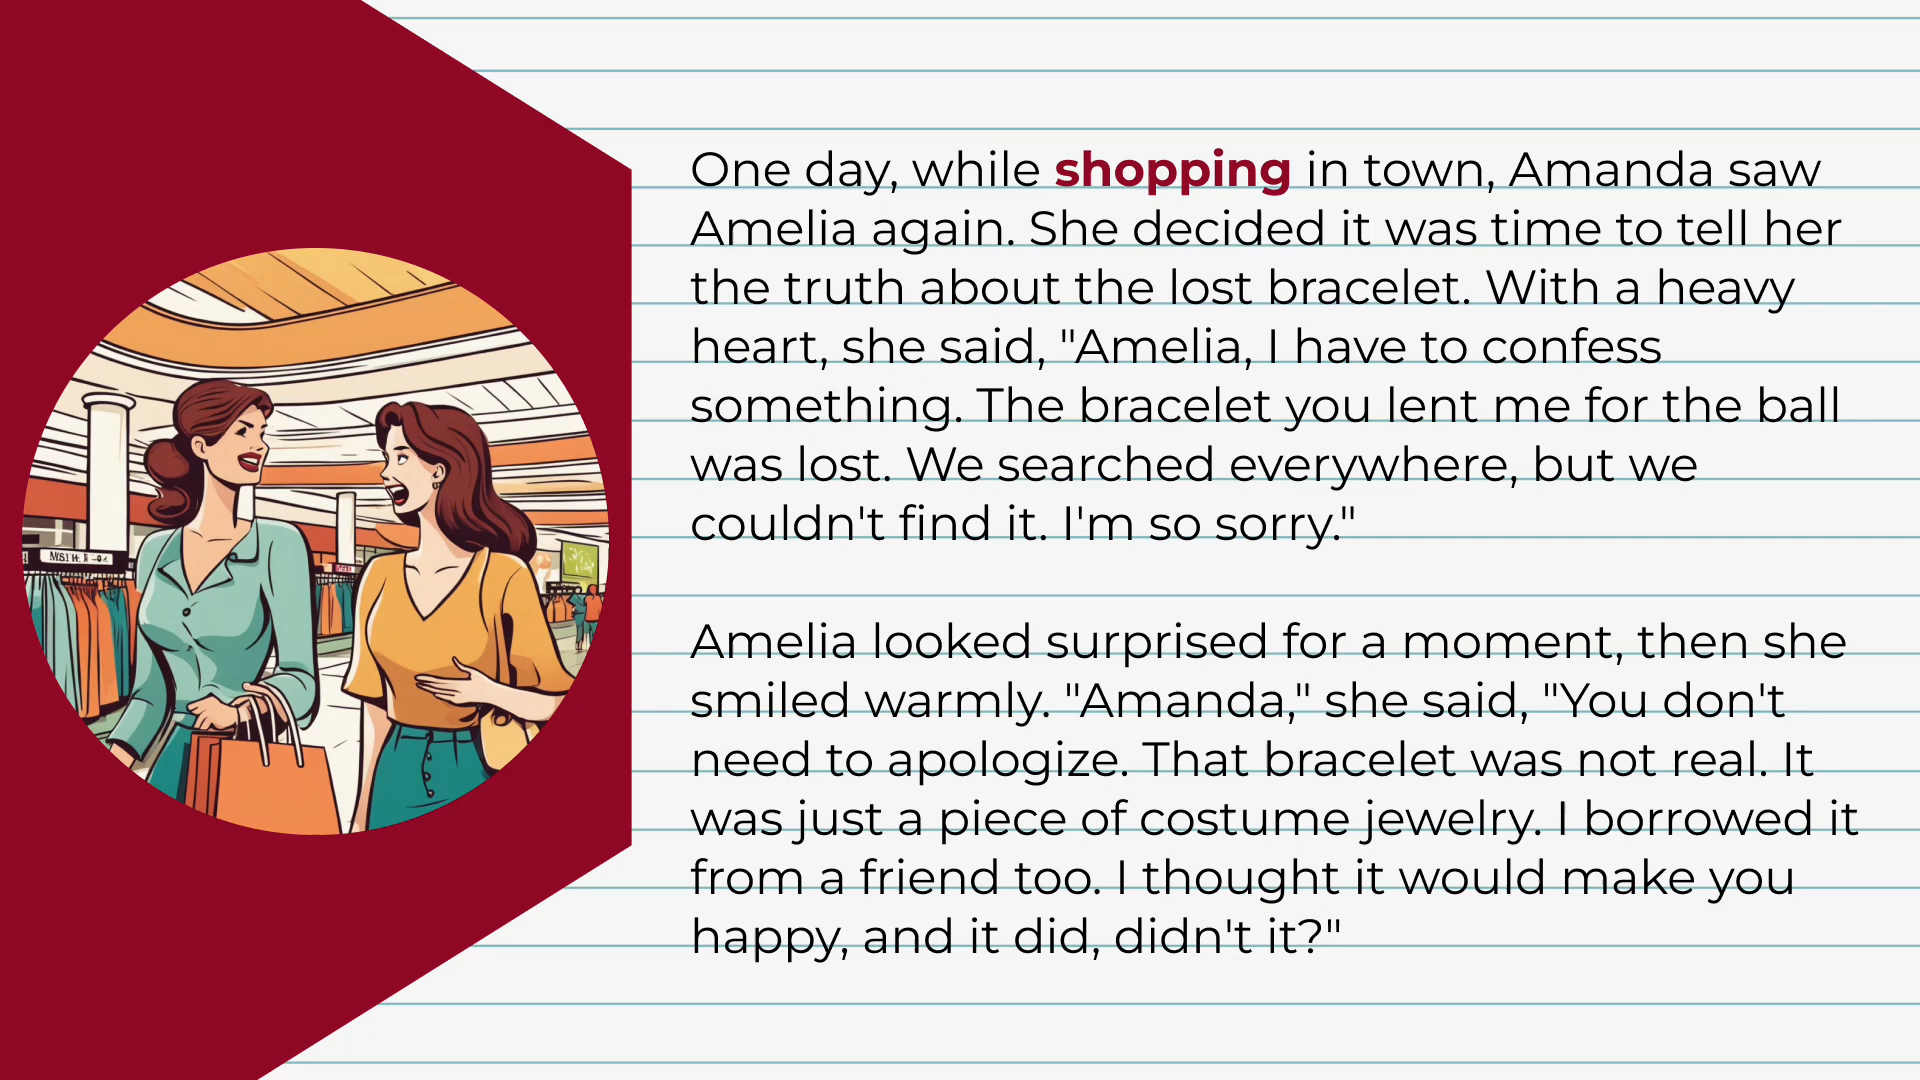 One day, while shopping in town, Amanda saw
Amelia again. She decided it was time to tell her
the truth about the lost bracelet. With a heavy
heart, she said, "Amelia, I have to confess
something. The bracelet you lent me for the ball
was lost. We searched everywhere, but we
couldn't find it. I'm so sorry."
Amelia looked surprised for a moment, then she
smiled warmly. "Amanda," she said, "You don't
need to apologize. That bracelet was not real. It
was just a piece of costume jewelry. I borrowed it
from a friend too. I thought it would make you
happy, and it did, didn't it?"